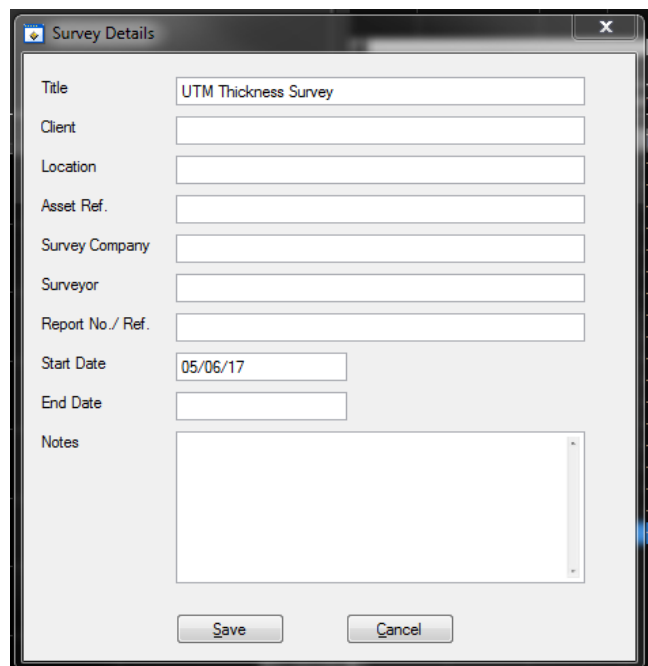 Survey Details
X
Title UTM Thickness Survey
Client
Location
Asset Ref.
Survey Company
Surveyor
Report No./ Ref.
Start Date 05/06/17
End Date
Notes
Save Cancel